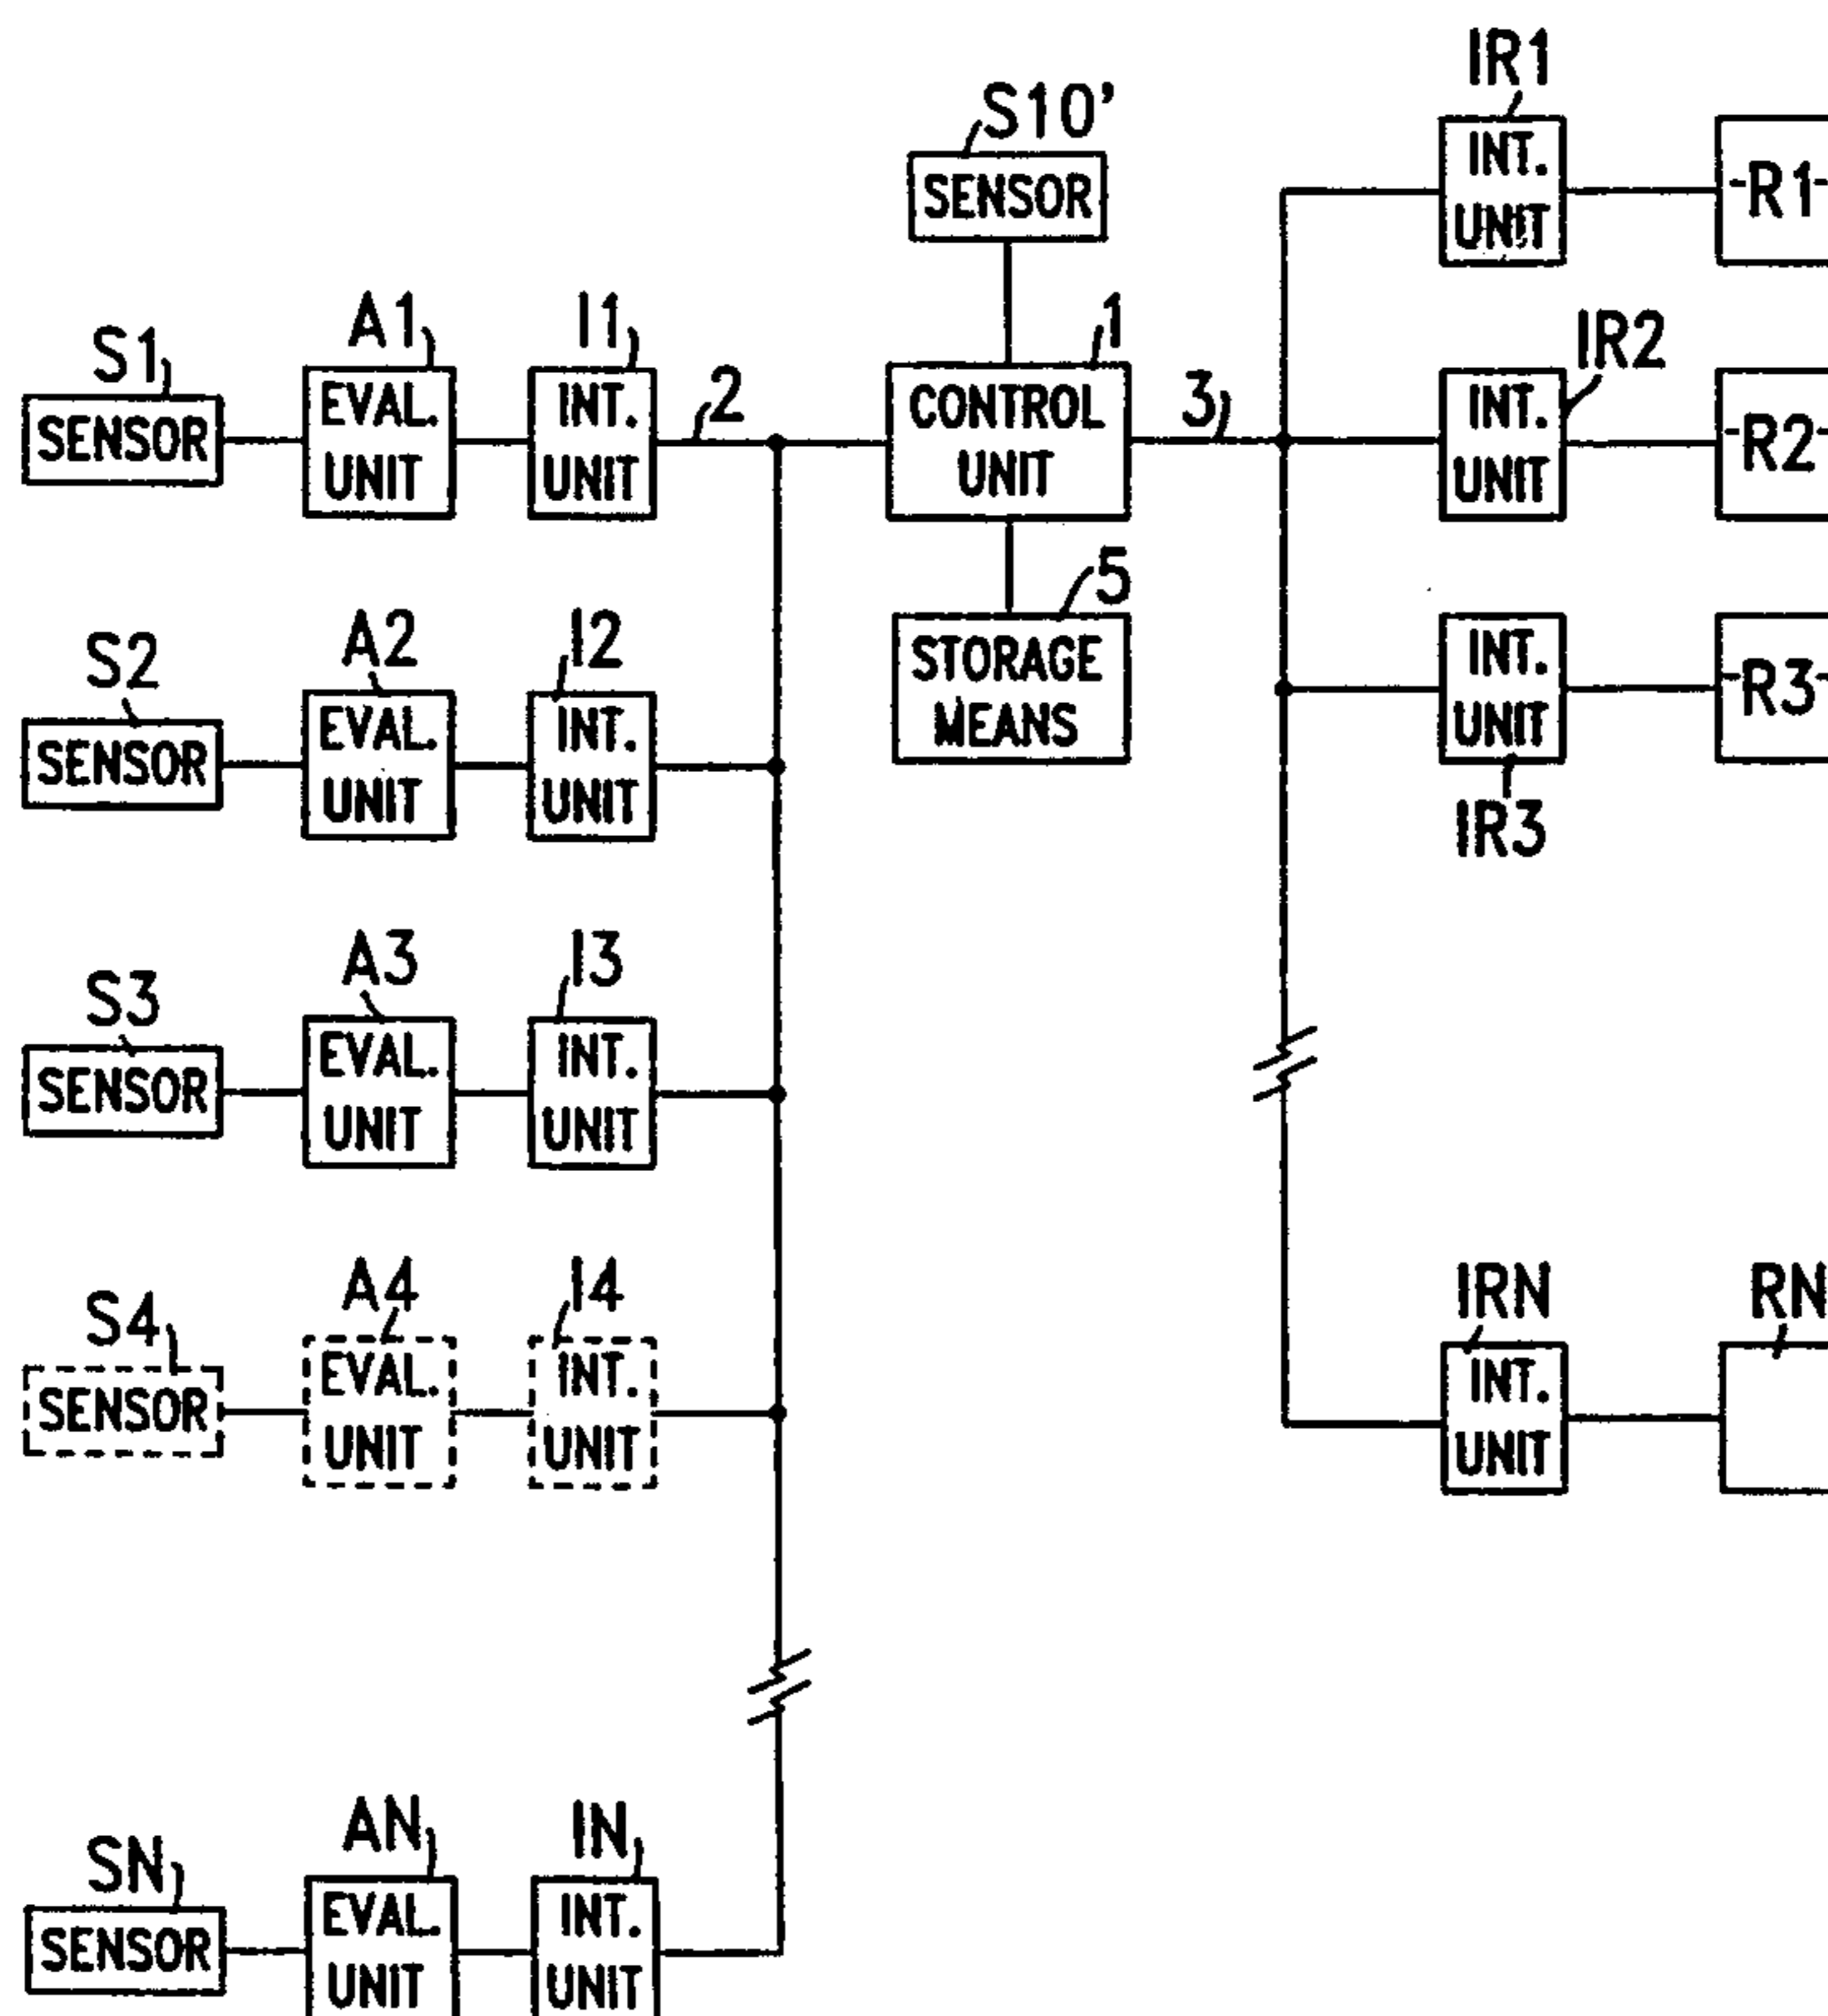 IR1
S10'
INT.
UNIT
-R1-
SENSOR
A1
I1
1
IR2
S1
2
3
SENSOR
EVAL.
UNIT
INT.
UNIT
CONTROL
UNIT
INT.
UNIT
-R2-
5
STORAGE
MEANS
INT.
UNIT
-R3-
IR3
S2
A2
I2
SENSOR
EVAL.
UNIT
INT.
UNIT
S3
A3
I3
SENSOR
EVAL.
UNIT
INT.
UNIT
S4
A4
I4
SENSOR
EVAL.
UNIT
INT.
UNIT
IRN
RN
INT.
UNIT
SN
AN
IN
SENSOR
EVAL.
UNIT
INT.
UNIT